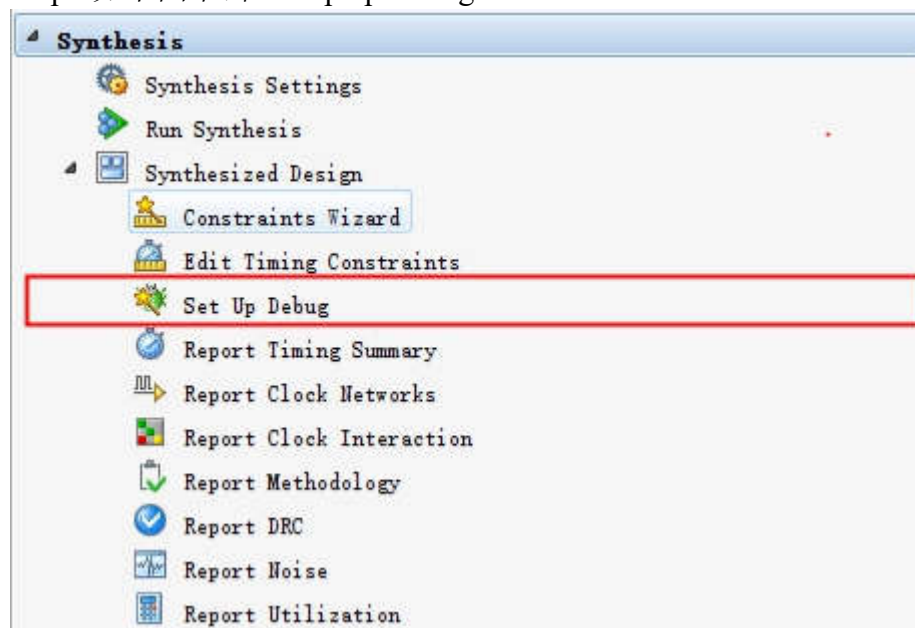 Synthesis
Synthesis Settings
Run Synthesis
Synthesized Design
Constraints Wizard
Edit Timing Constraints
Set Up Debug
Report Timing Summary
Report Clock Networks
Report Clock Interaction
Report Methodology
Report DRC
Report Noise
Report Utilization